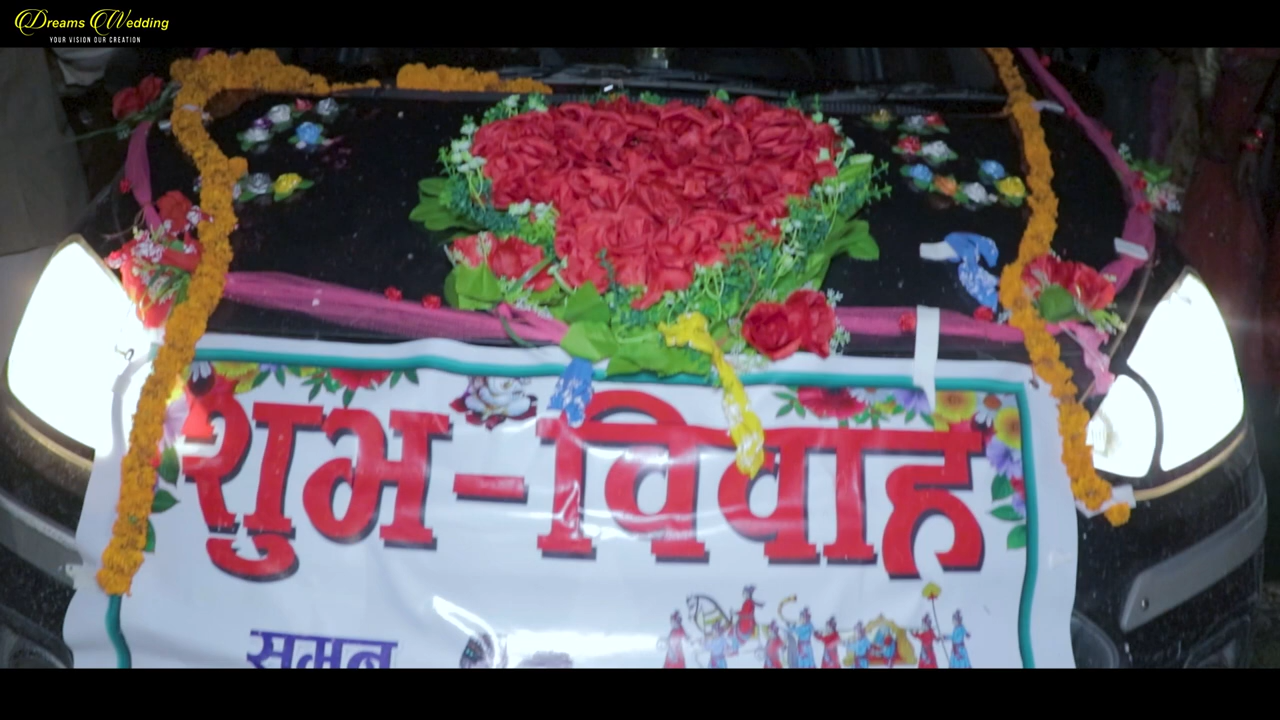 Dreams Wedding
YOUR VISION OUR CREATION
शुभ-विवाह